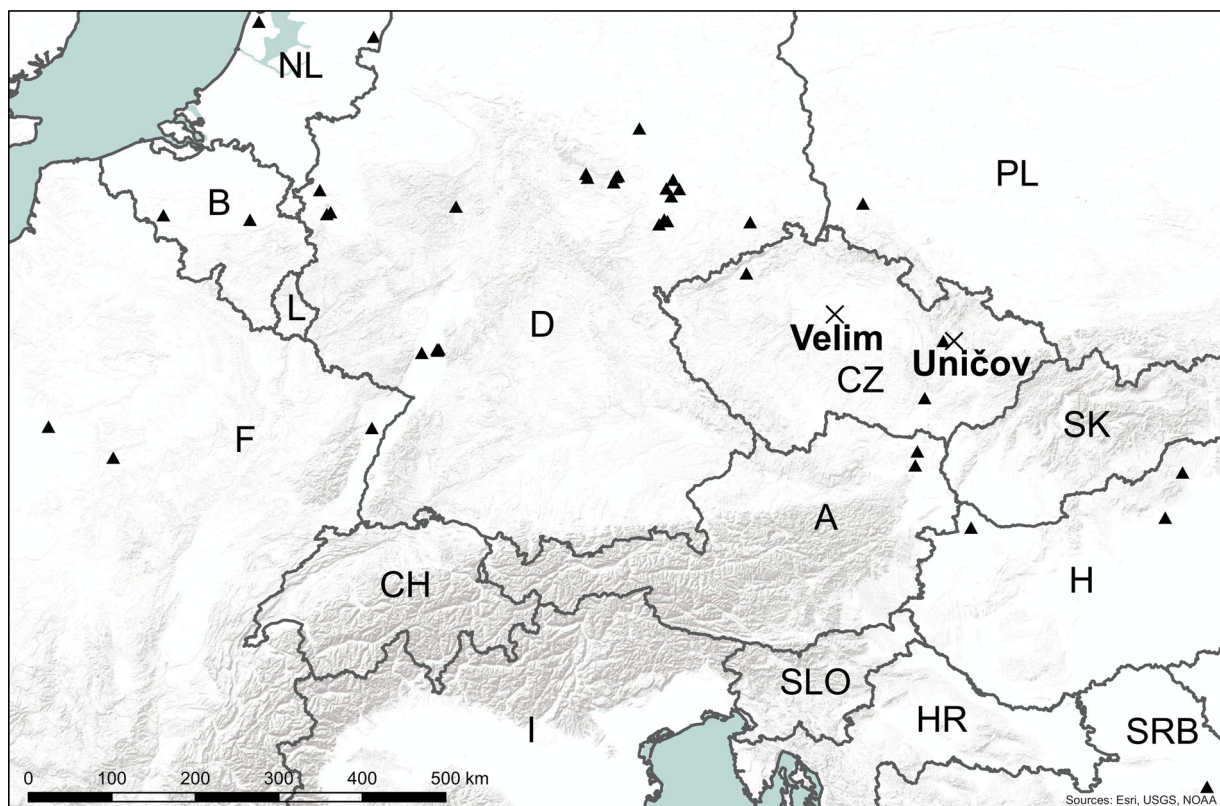 NL
PL
B
L
D
Velim
Uničov
CZ
SK
F
A
CH
H
SLO
HR
SRB
I
0 100 200 300 400 500 km
Sources: Esri, USGS, NOAA